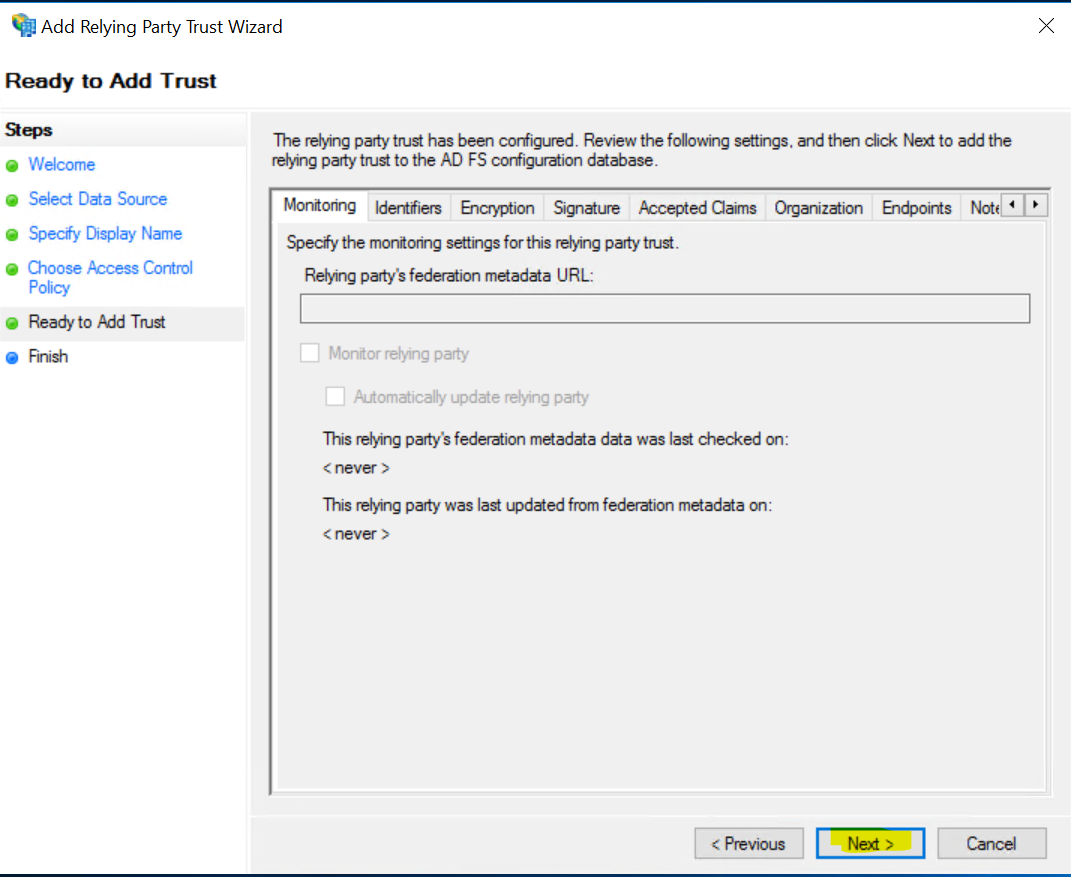 Add Relying Party Trust Wizard
Ready to Add Trust
Steps
Welcome
Select Data Source
Specify Display Name
Choose Access Control
Policy
Ready to Add Trust
Finish
The relying party trust has been configured. Review the following settings, and then click Next to add the
relying party trust to the AD FS configuration database.
Monitoring Identifiers Encryption Signature Accepted Claims Organization Endpoints Note
Specify the monitoring settings for this relying party trust.
Relying party's federation metadata URL:
Monitor relying party
Automatically update relying party
This relying party's federation metadata data was last checked on:
< never >
This relying party was last updated from federation metadata on:
< never >
< Previous Next > Cancel